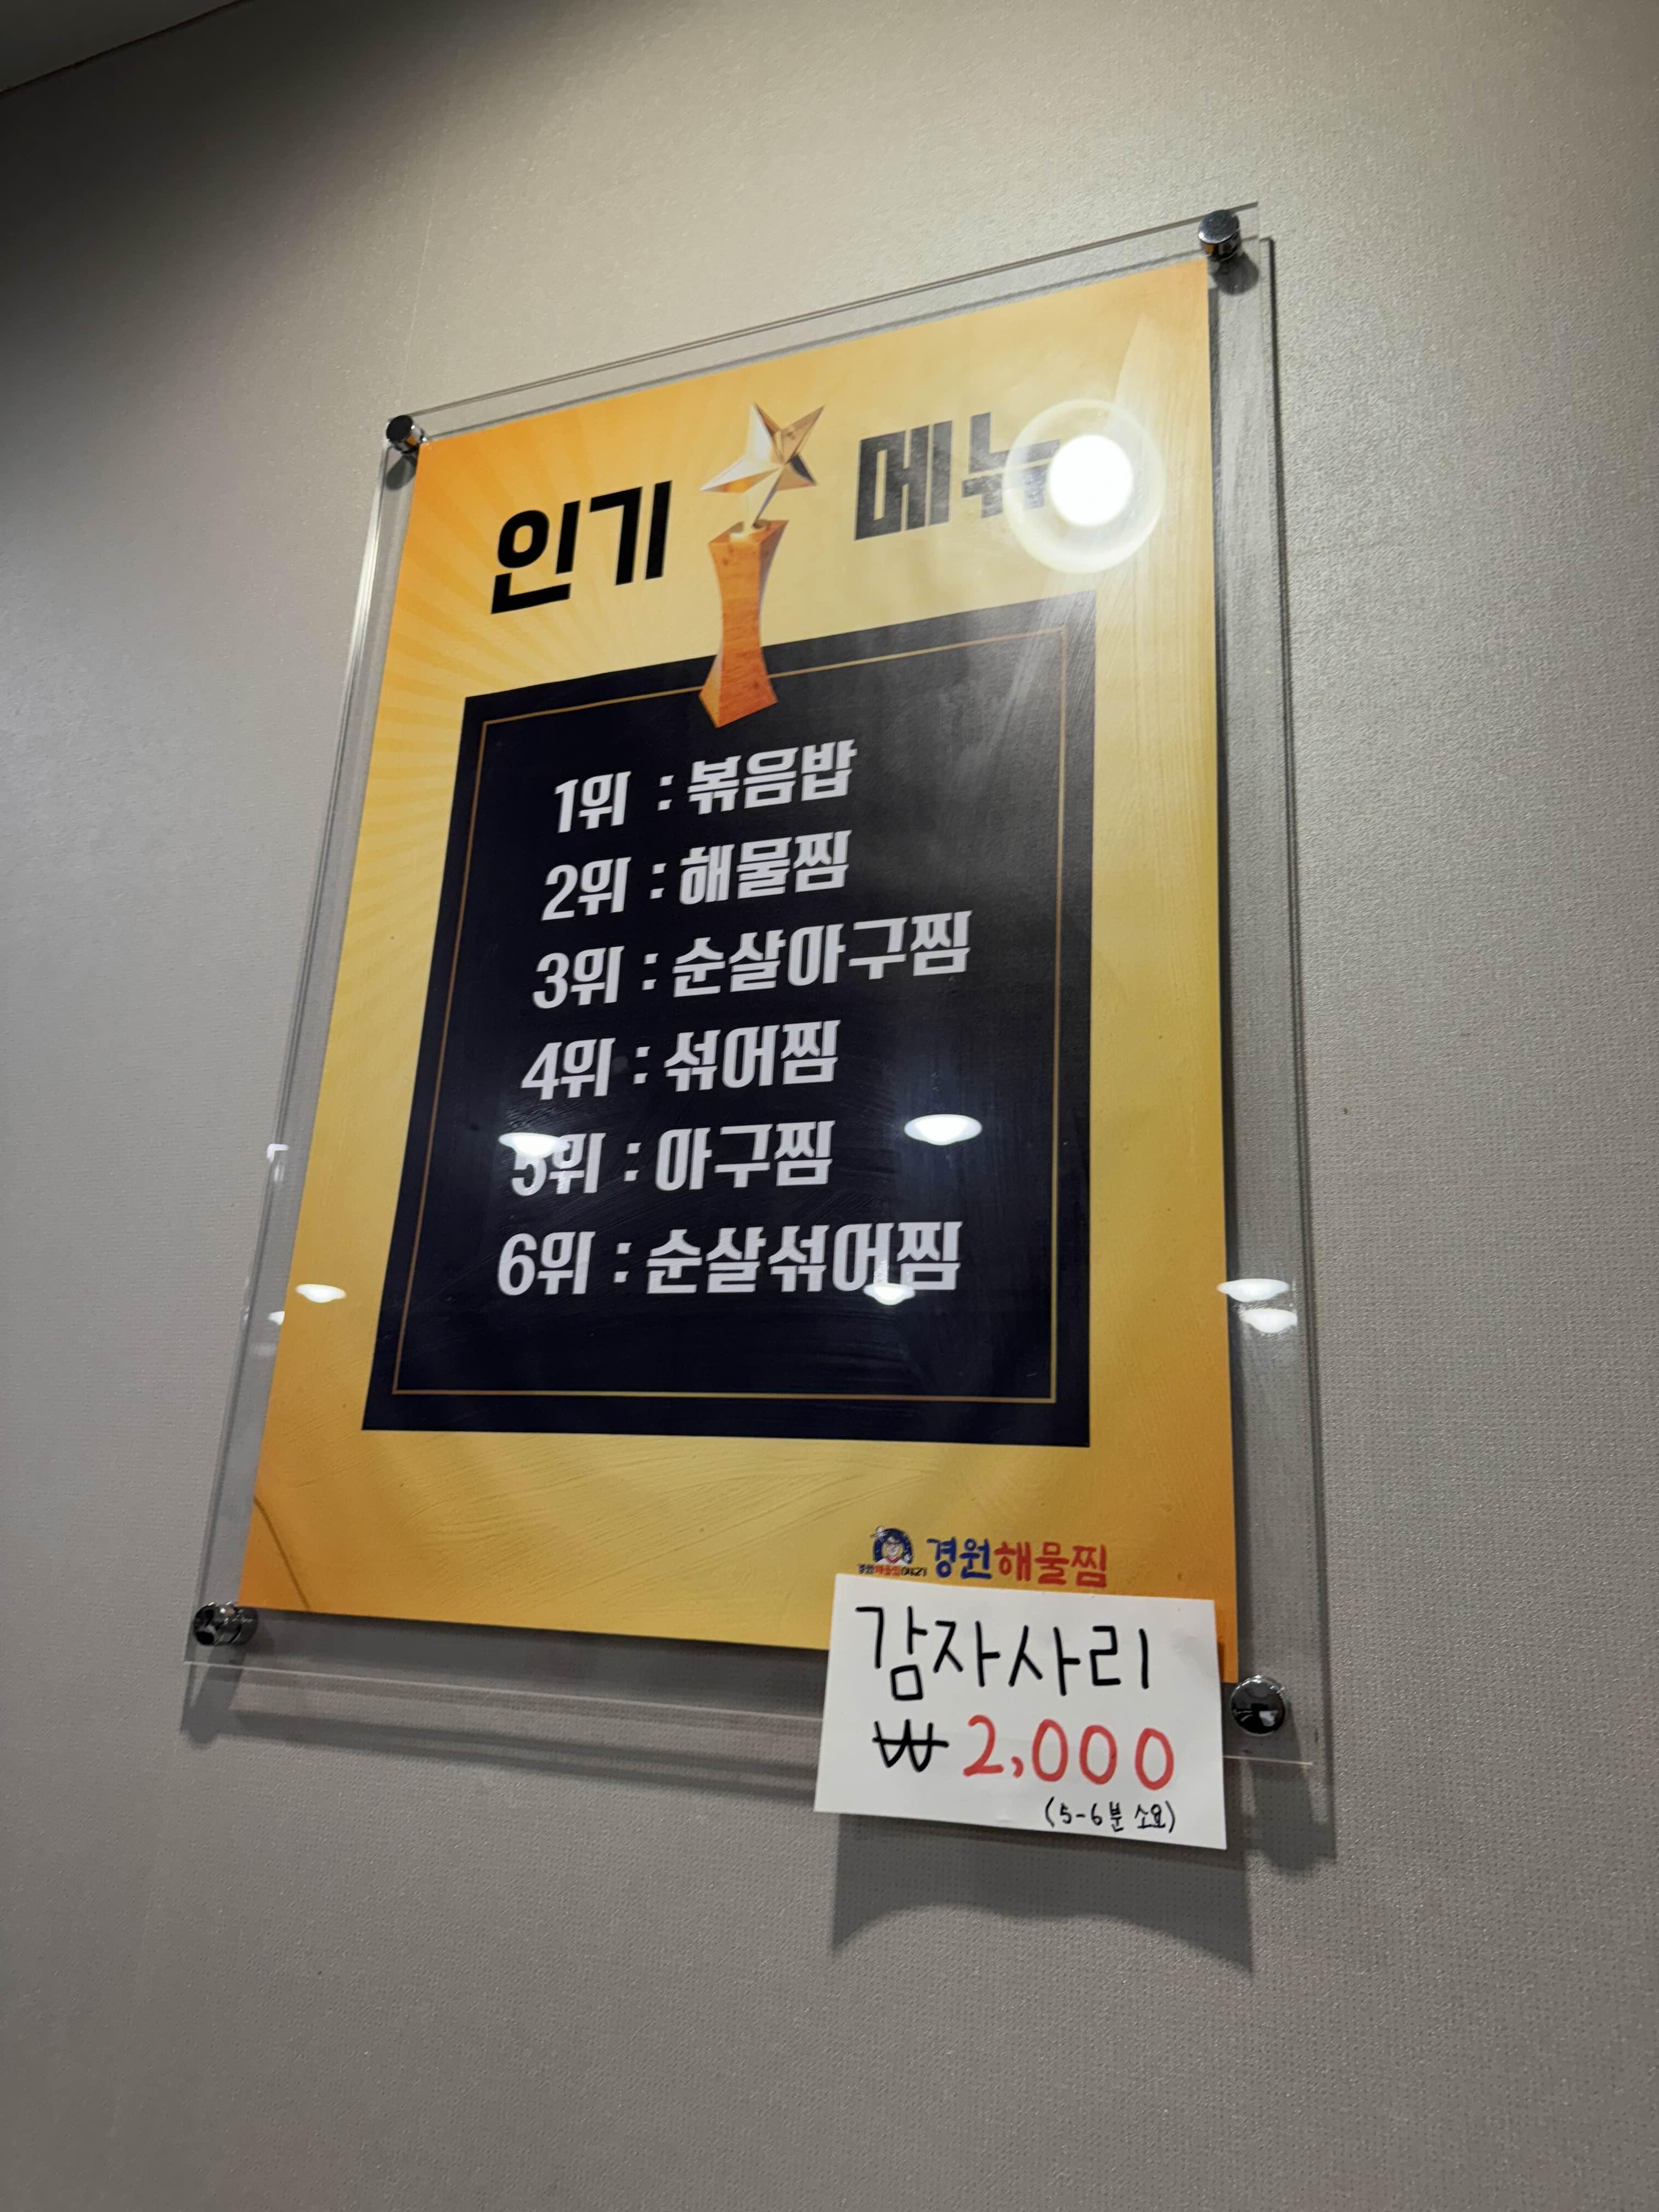 인기 메뉴
1위 : 볶음밥
2위 : 해물찜
3위 : 순살아구찜
4위 : 섞어찜
5위 : 아구찜
6위 : 순살섞어찜
경원해물찜
감자사리
₩2,000
(5-6분 소요)